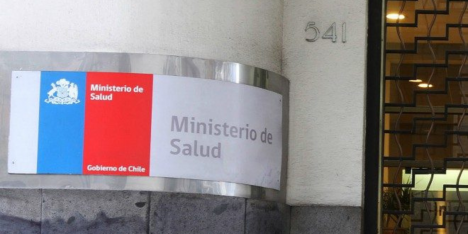 541
Ministerio de
Salud
Gobierno de Chile
Ministerio de
Salud